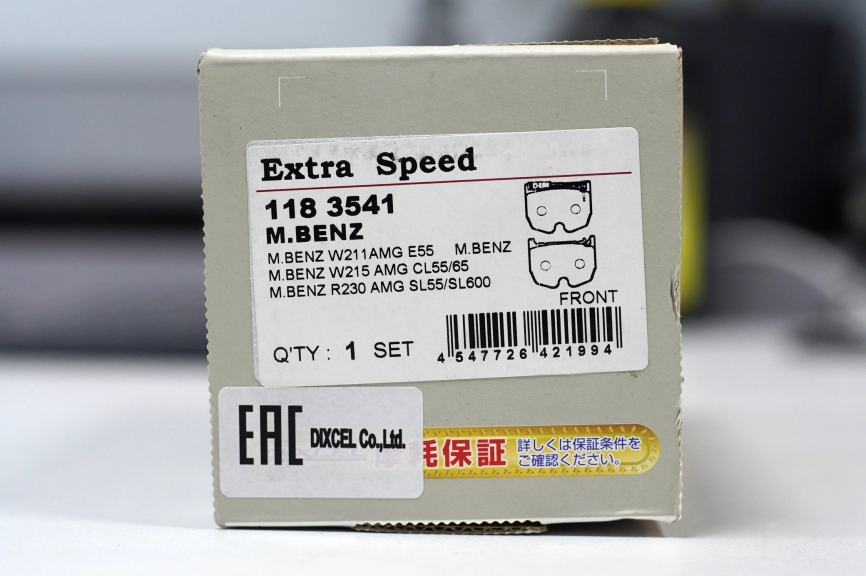 Extra Speed
118 3541
M.BENZ
M.BENZ W211AMG E55 M.BENZ
M.BENZ W215 AMG CL55/65
M.BENZ R230 AMG SL55/SL600
FRONT
Q'TY : 1 SET
4 547726 421994
EAC DIXCEL Co.,Ltd.
耗保証
詳しくは保証条件を
ご確認ください。